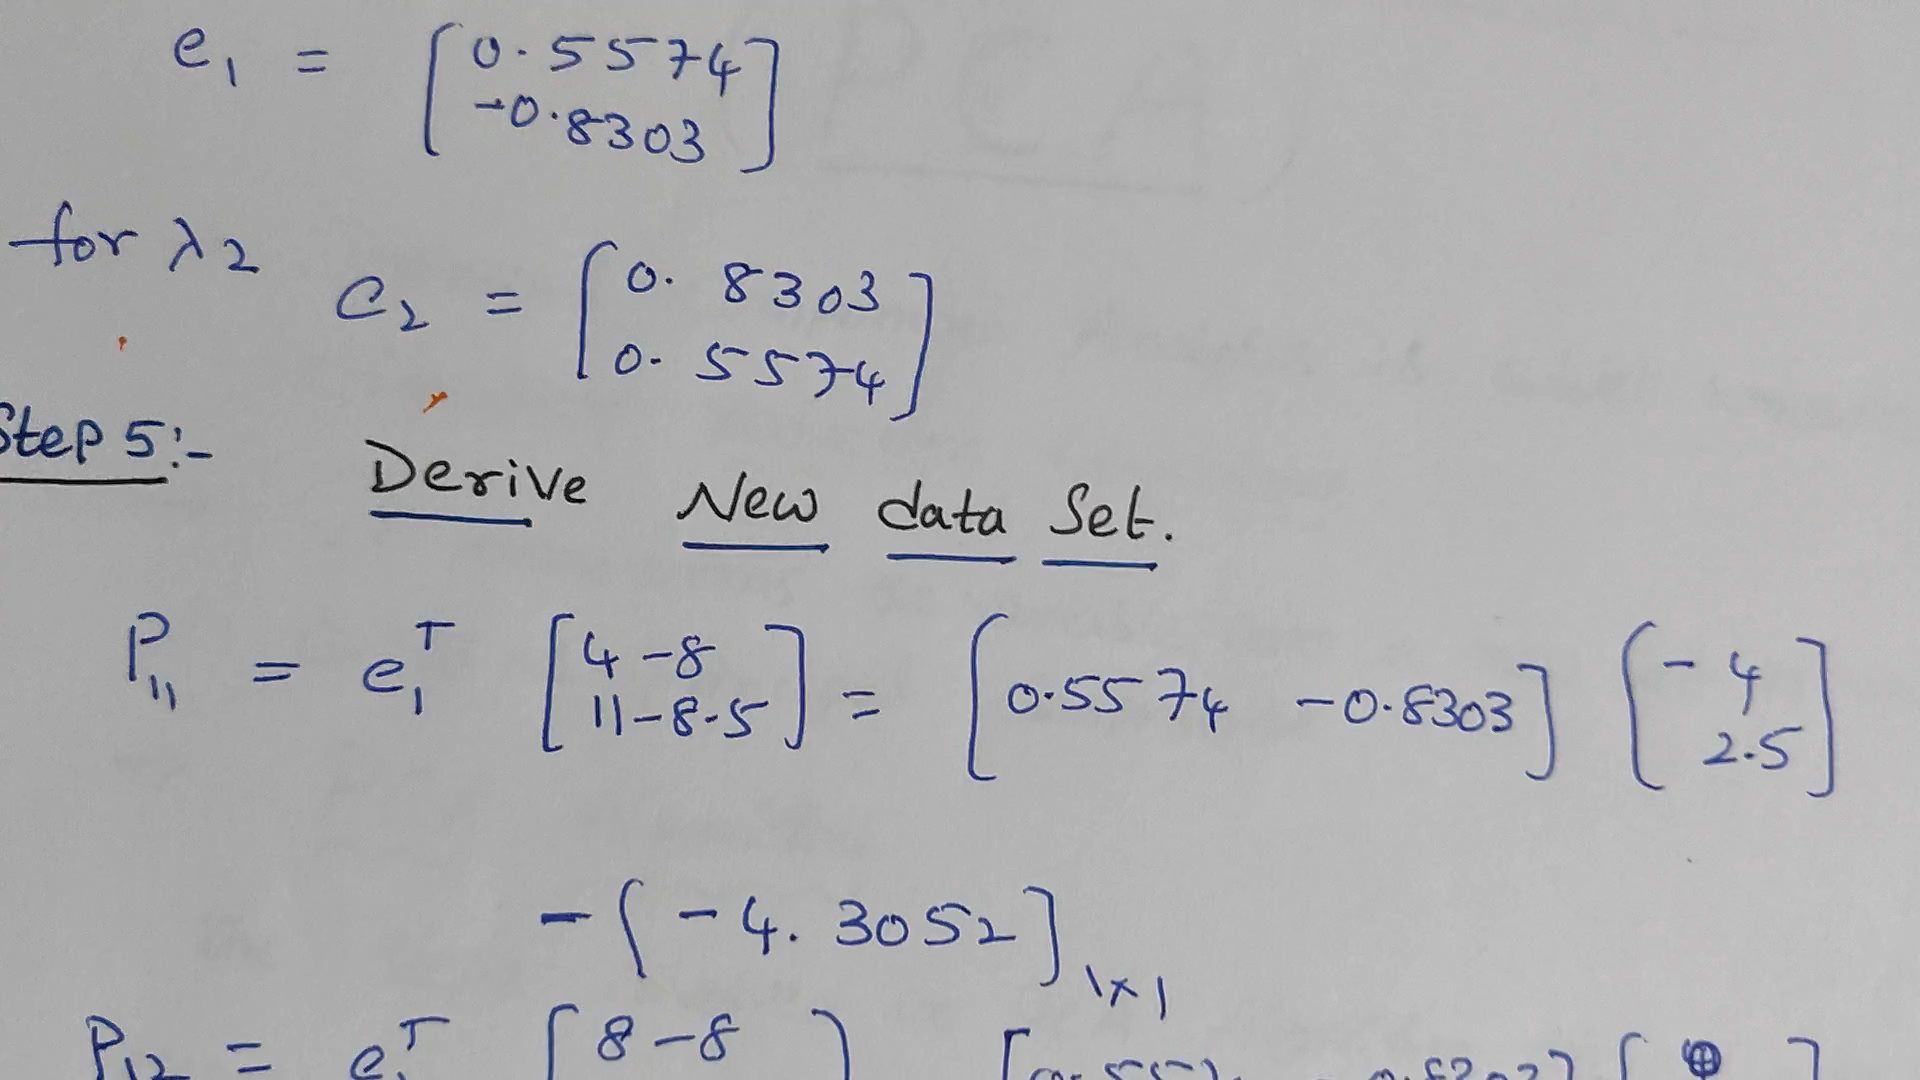 e₁ = [0.5574
-0.8303]
for λ2
e₂ = [0.8303
0.5574]
Step 5:-
Derive New data Set.
P₁₁ = e₁ᵀ [4-8
11-8.5] = [0.5574 -0.8303] [-4
2.5]
- [-4.3052]₁ₓ₁
P₁₂ = e₁ᵀ [8-8